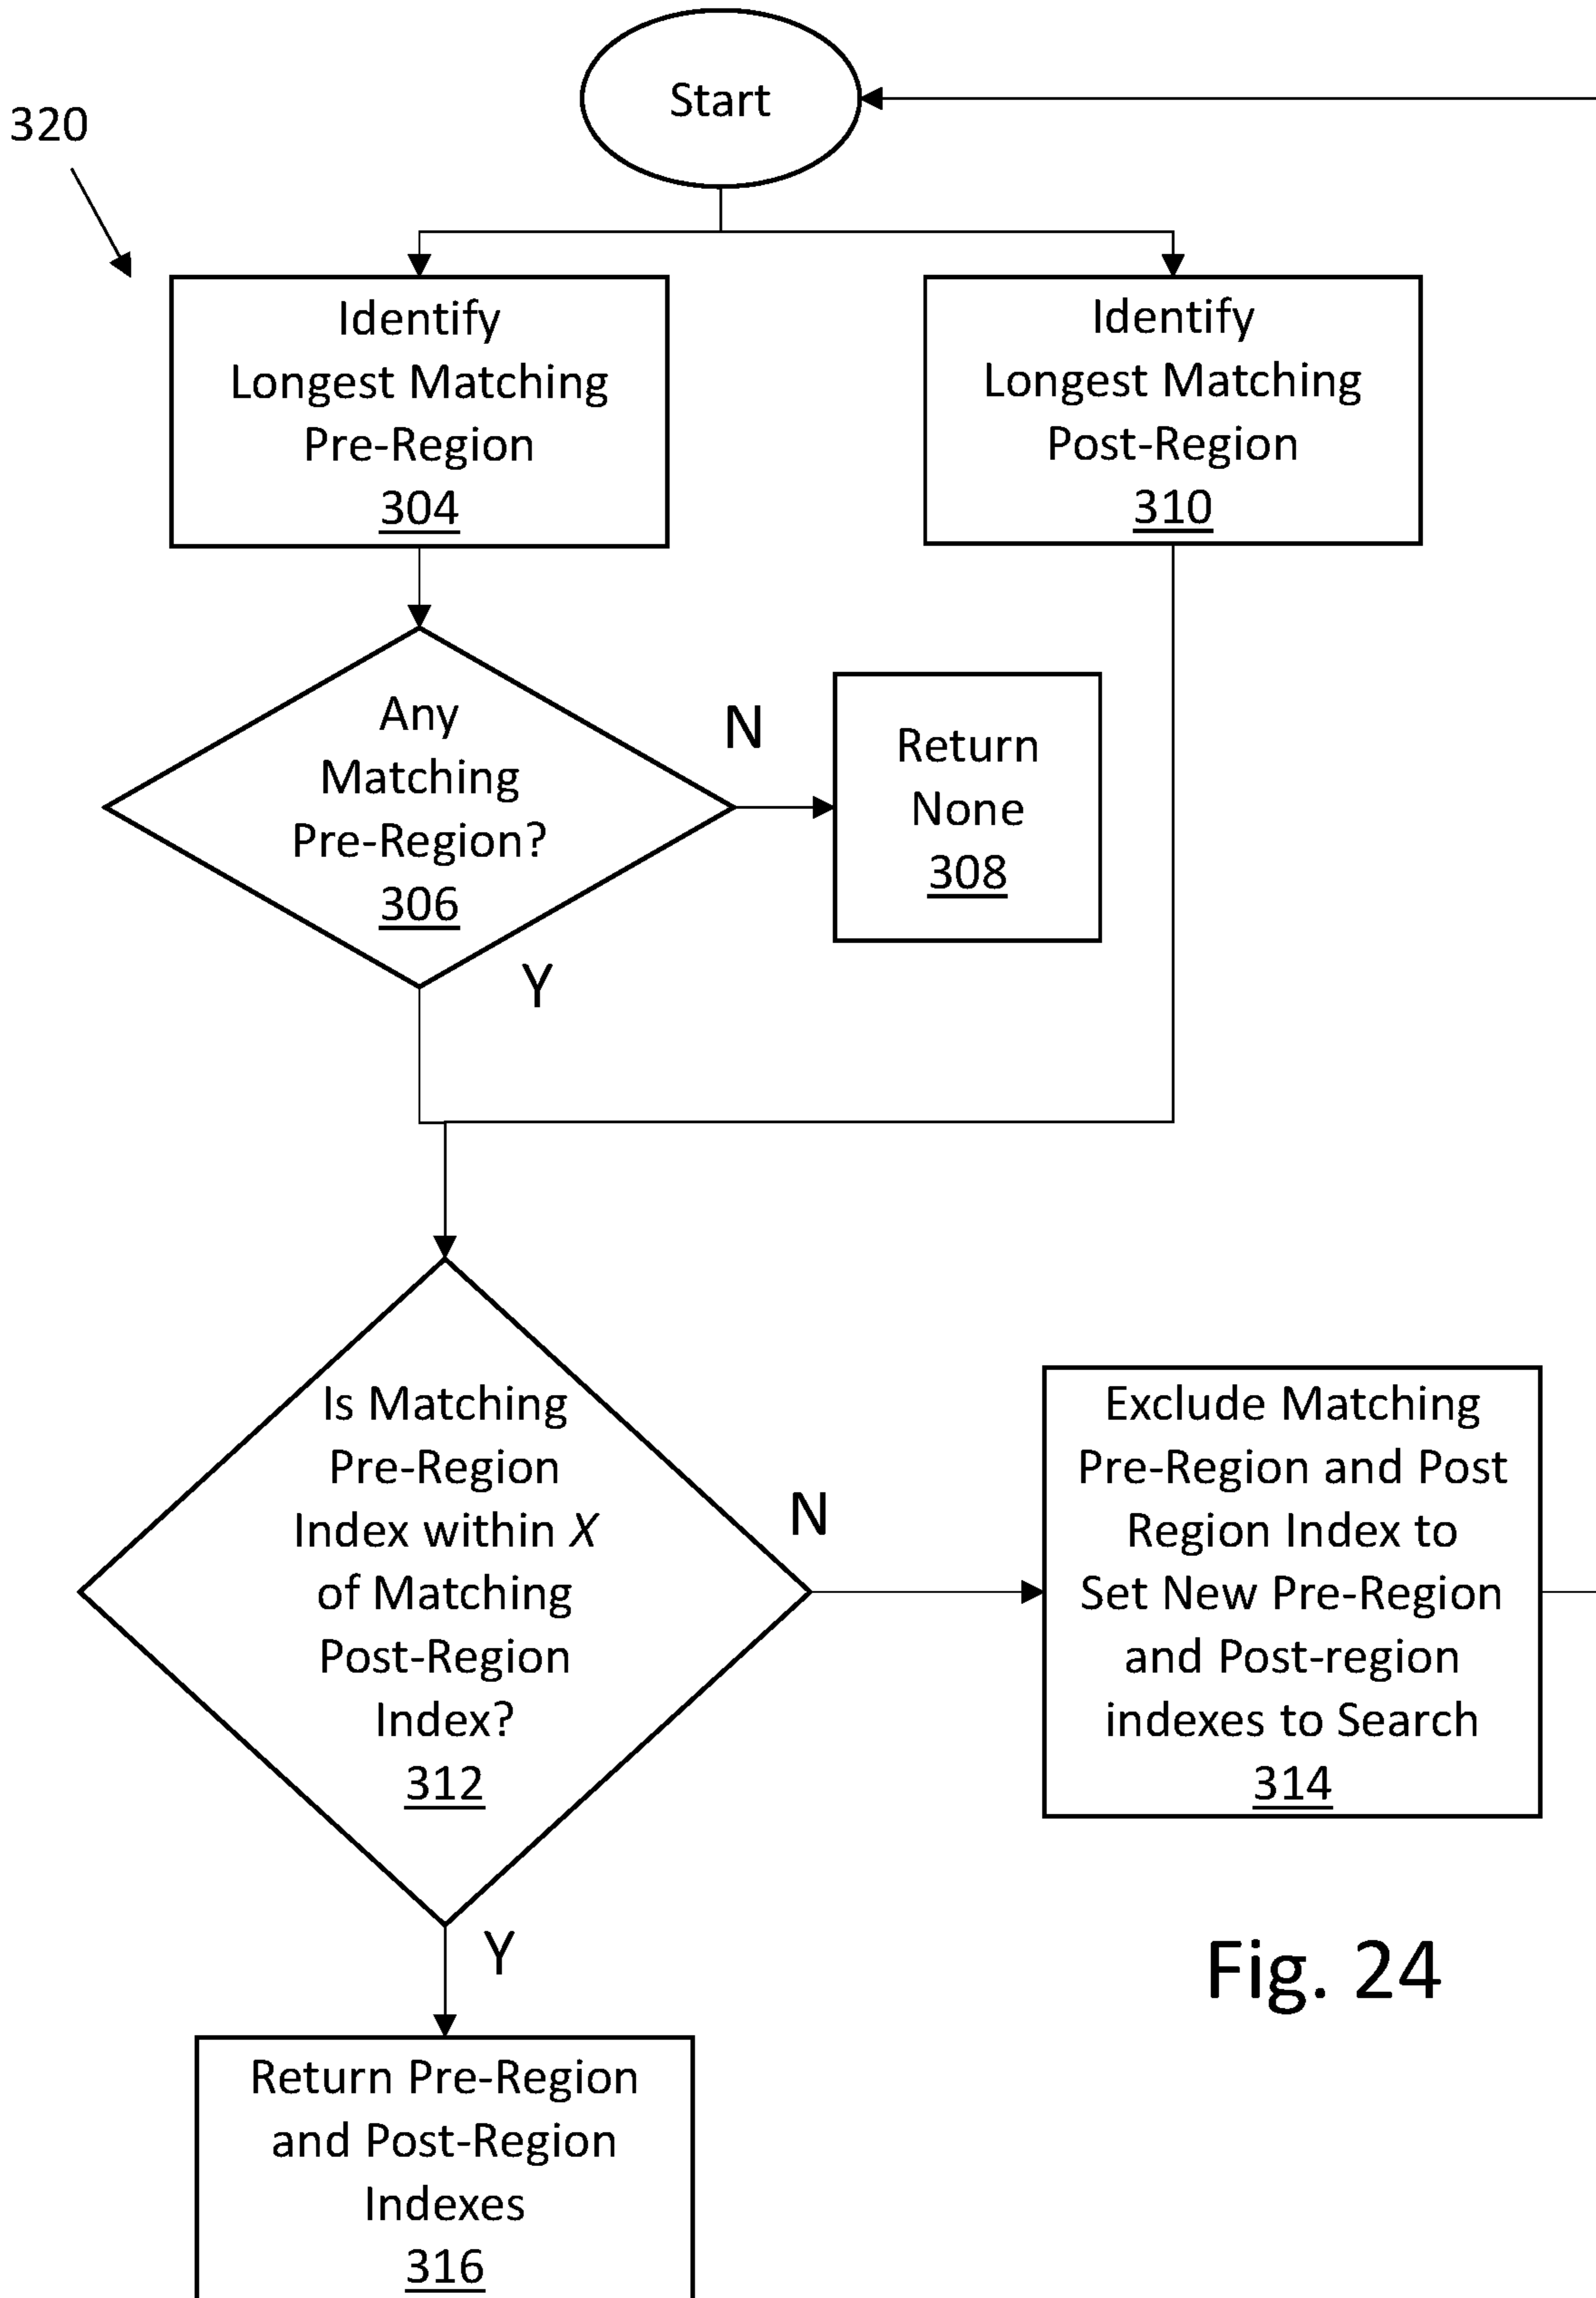 Start
320
Identify
Longest Matching
Pre-Region
304
Identify
Longest Matching
Post-Region
310
Any
Matching
Pre-Region?
306
N
Return
None
308
Y
Is Matching
Pre-Region
Index within X
of Matching
Post-Region
Index?
312
N
Exclude Matching
Pre-Region and Post
Region Index to
Set New Pre-Region
and Post-region
indexes to Search
314
Y
Return Pre-Region
and Post-Region
Indexes
316
Fig. 24